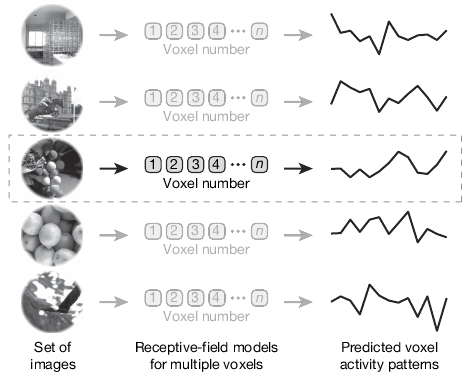 1 2 3 4 ••• n
Voxel number
1 2 3 4 ••• n
Voxel number
1 2 3 4 ••• n
Voxel number
1 2 3 4 ••• n
Voxel number
1 2 3 4 ••• n
Voxel number
Set of
images
Receptive-field models
for multiple voxels
Predicted voxel
activity patterns